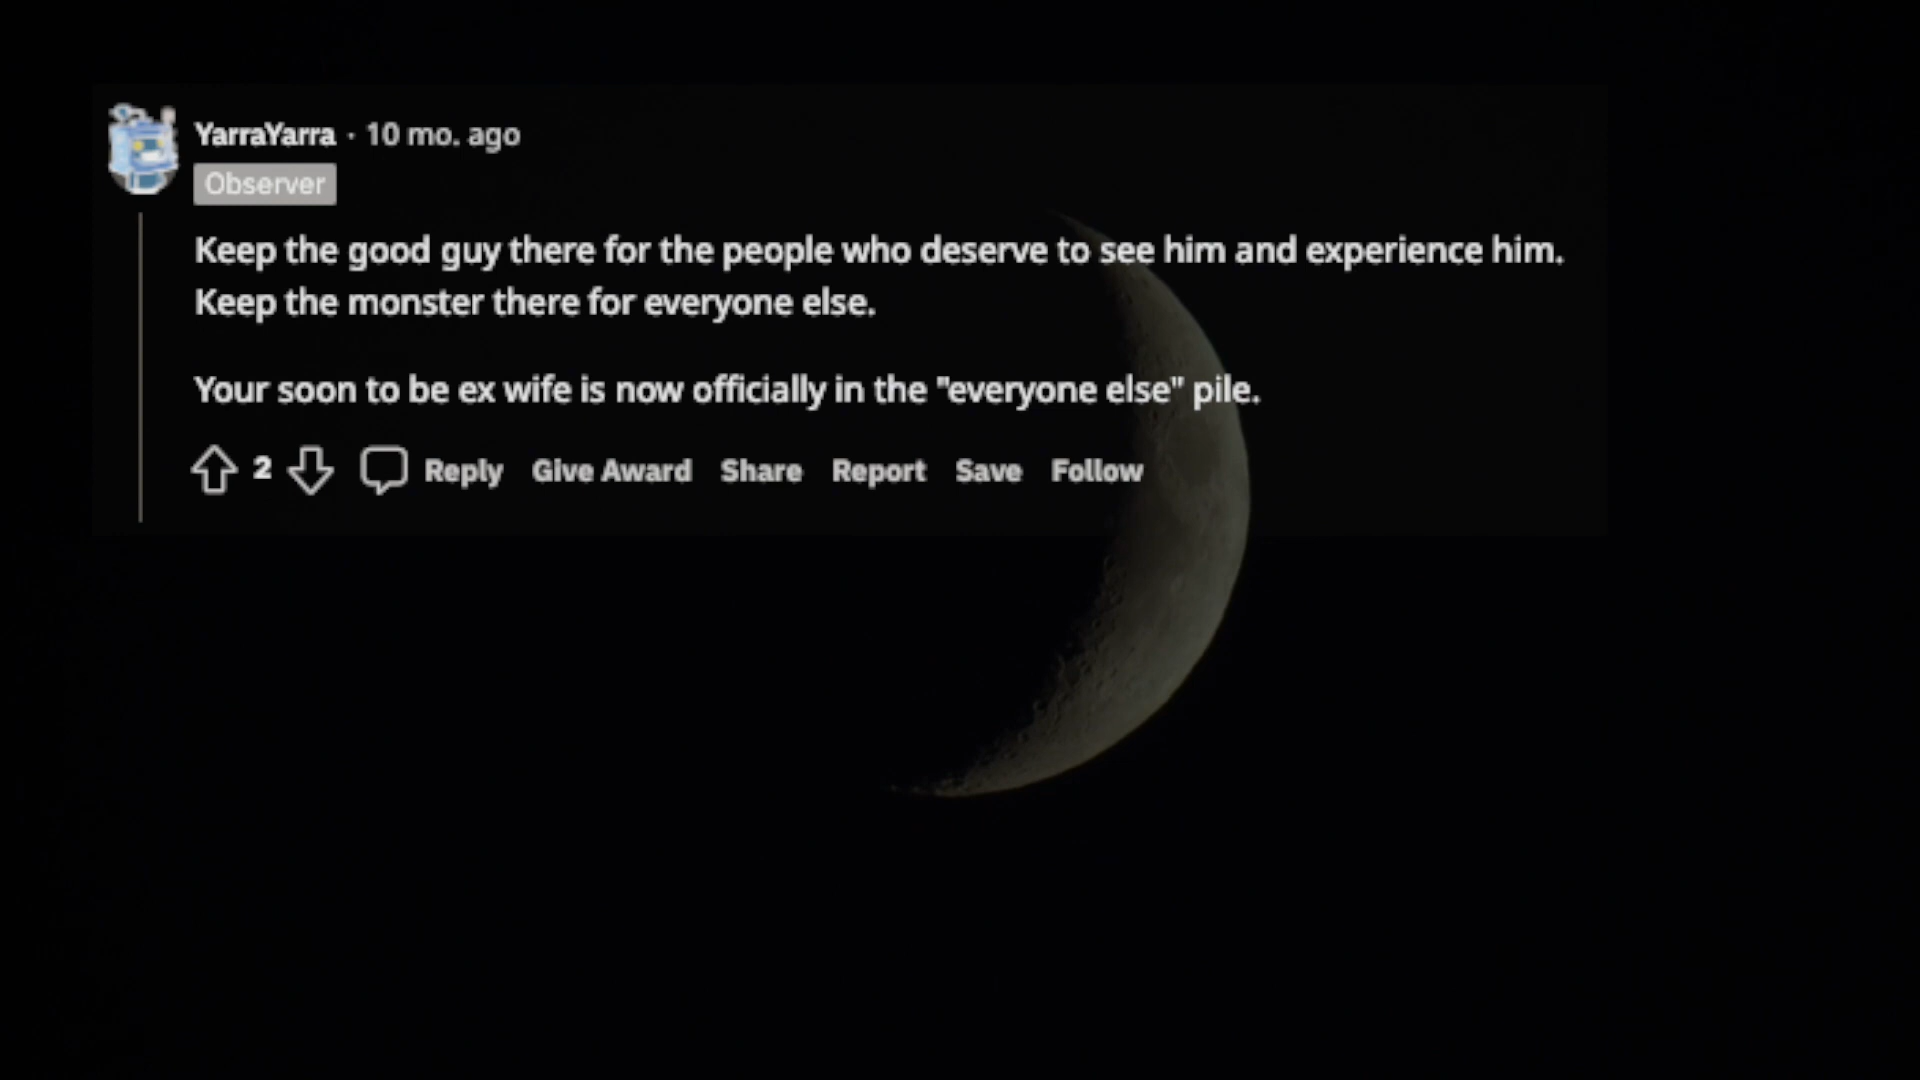 YarraYarra · 10 mo. ago
Observer
Keep the good guy there for the people who deserve to see him and experience him.
Keep the monster there for everyone else.
Your soon to be ex wife is now officially in the "everyone else" pile.
2 Reply Give Award Share Report Save Follow